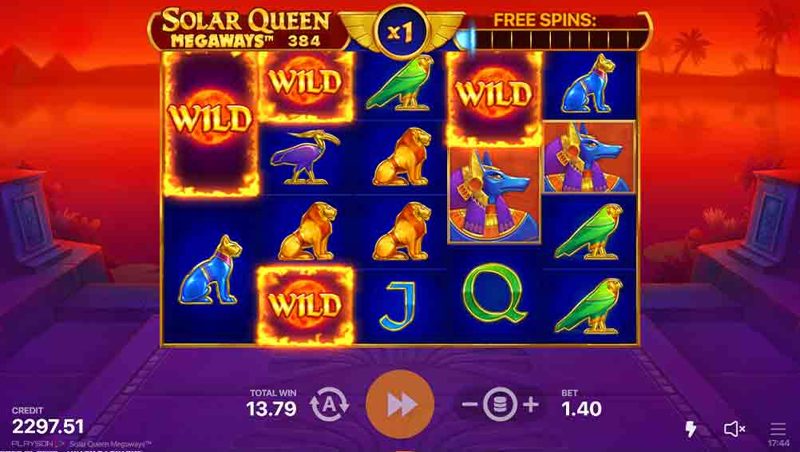 SOLAR QUEEN
MEGAWAYS™ 384
x1
FREE SPINS:
WILD
WILD
WILD
WILD
J
Q
TOTAL WIN
13.79
A
BET
1.40
CREDIT
2297.51
PLAYSON Solar Queen Megaways™
17:44